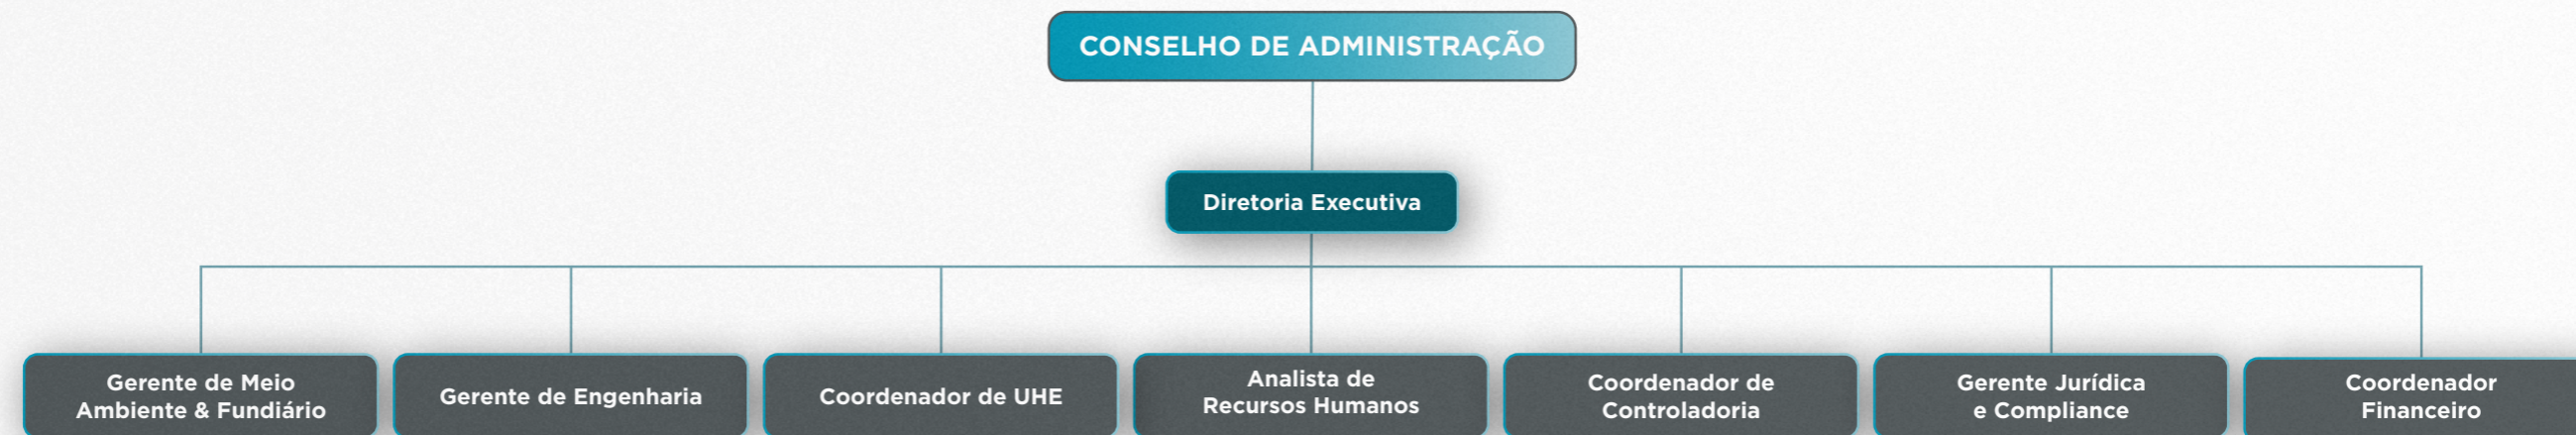 CONSELHO DE ADMINISTRAÇÃO
Diretoria Executiva
Gerente de Meio
Ambiente & Fundiário
Gerente de Engenharia
Coordenador de UHE
Analista de
Recursos Humanos
Coordenador de
Controladoria
Gerente Jurídica
e Compliance
Coordenador
Financeiro